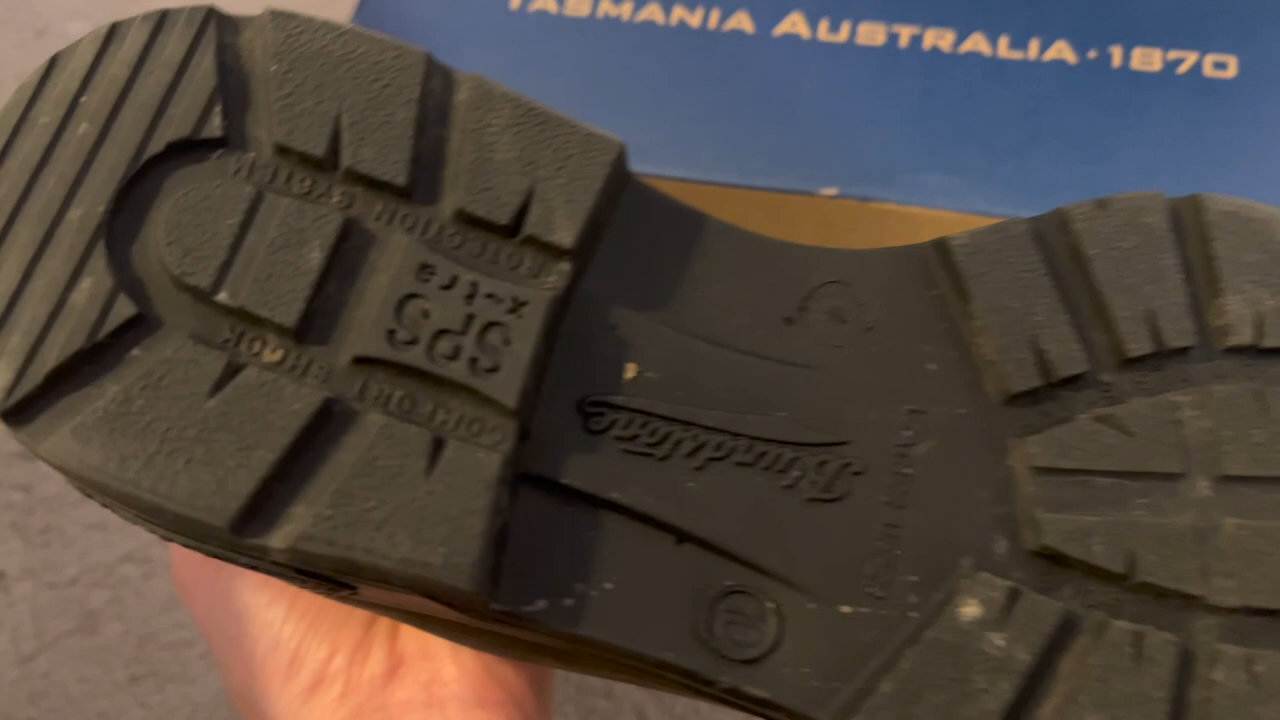 TASMANIA AUSTRALIA · 1870
PROTECTION SYSTEM
SPS
x-tra
COMFORT SHOCK
Blundstone